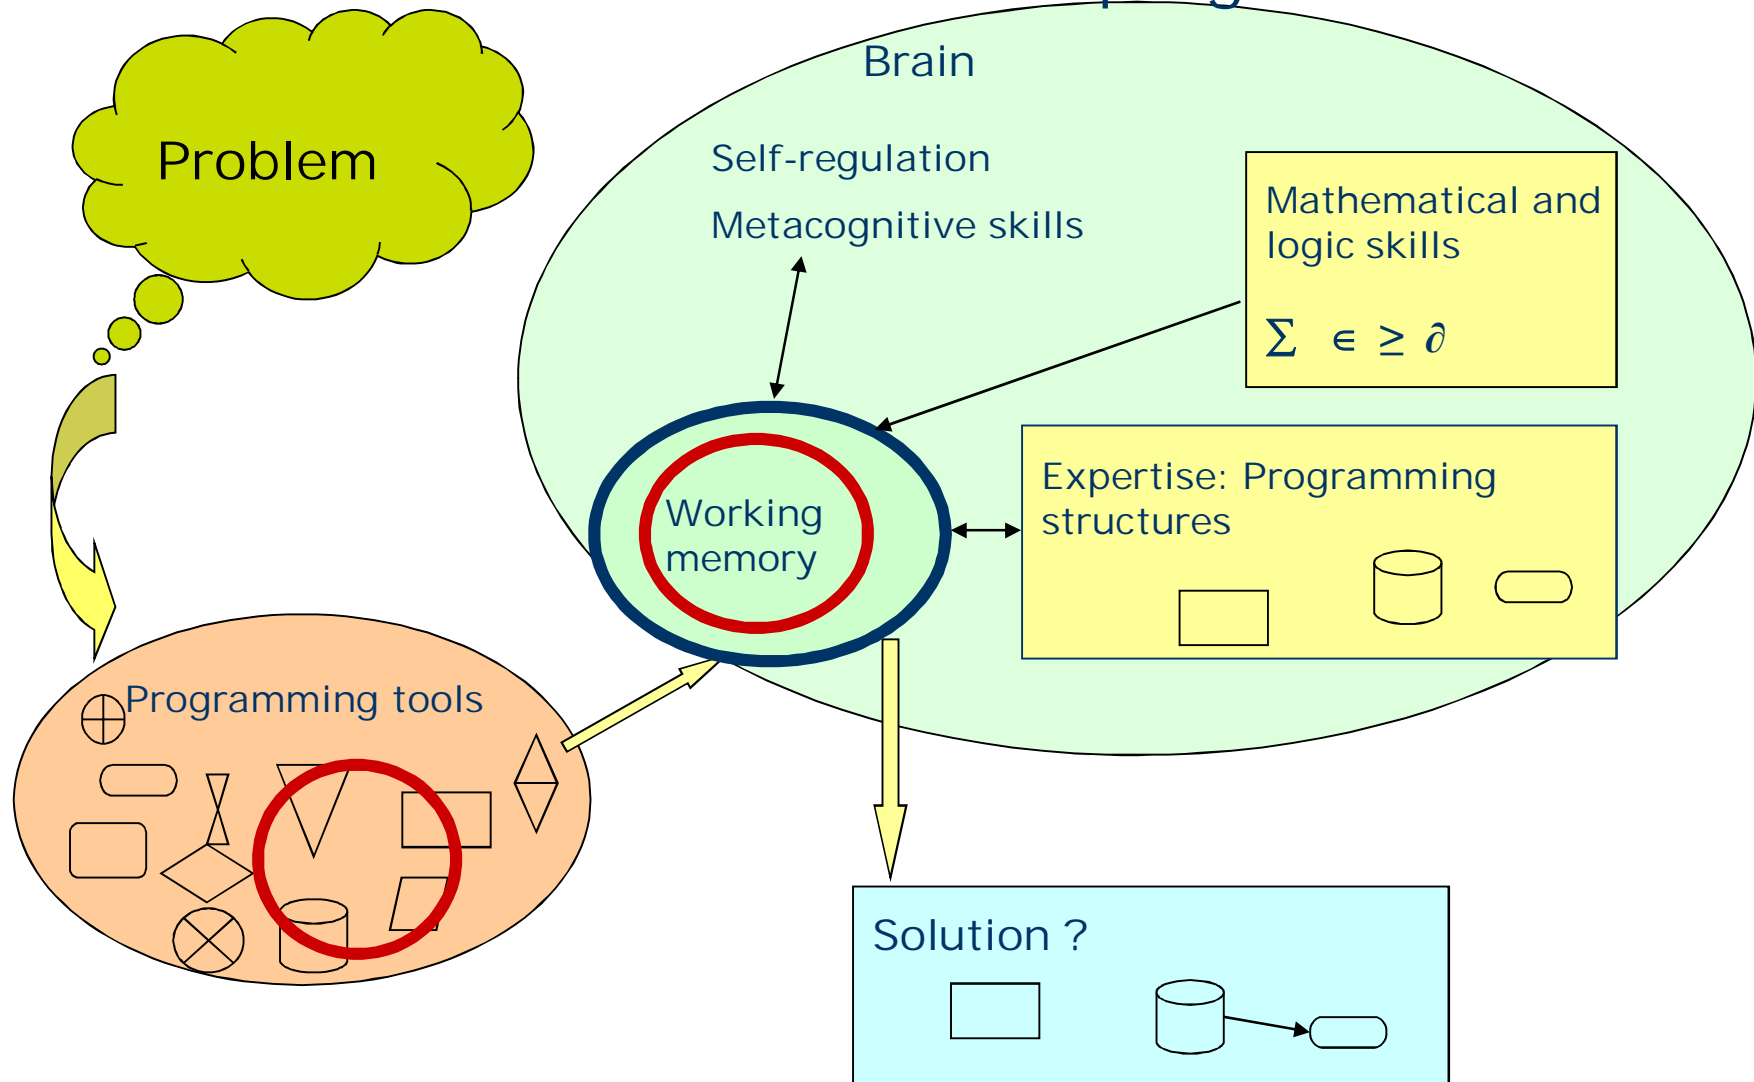 Brain
Problem
Self-regulation
Metacognitive skills
Mathematical and
logic skills
∑ ∈ ≥ ∂
Expertise: Programming
structures
Working
memory
Programming tools
Solution ?